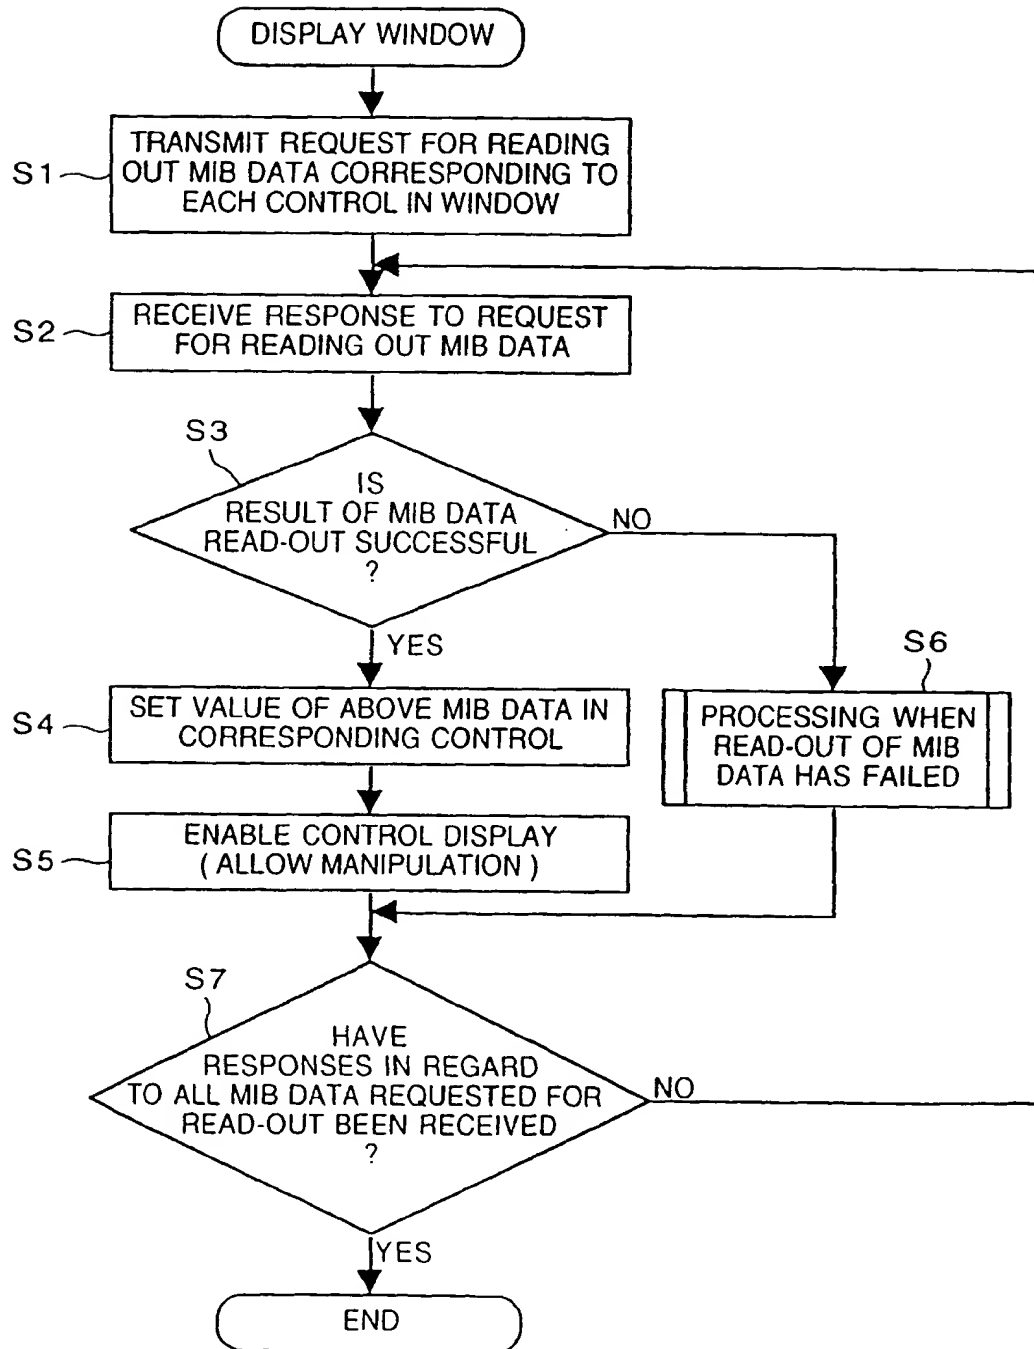 DISPLAY WINDOW
S1
TRANSMIT REQUEST FOR READING
OUT MIB DATA CORRESPONDING TO
EACH CONTROL IN WINDOW
S2
RECEIVE RESPONSE TO REQUEST
FOR READING OUT MIB DATA
S3
IS
RESULT OF MIB DATA
READ-OUT SUCCESSFUL
?
NO
YES
S4
SET VALUE OF ABOVE MIB DATA IN
CORRESPONDING CONTROL
S6
PROCESSING WHEN
READ-OUT OF MIB
DATA HAS FAILED
S5
ENABLE CONTROL DISPLAY
( ALLOW MANIPULATION )
S7
HAVE
RESPONSES IN REGARD
TO ALL MIB DATA REQUESTED FOR
READ-OUT BEEN RECEIVED
?
NO
YES
END